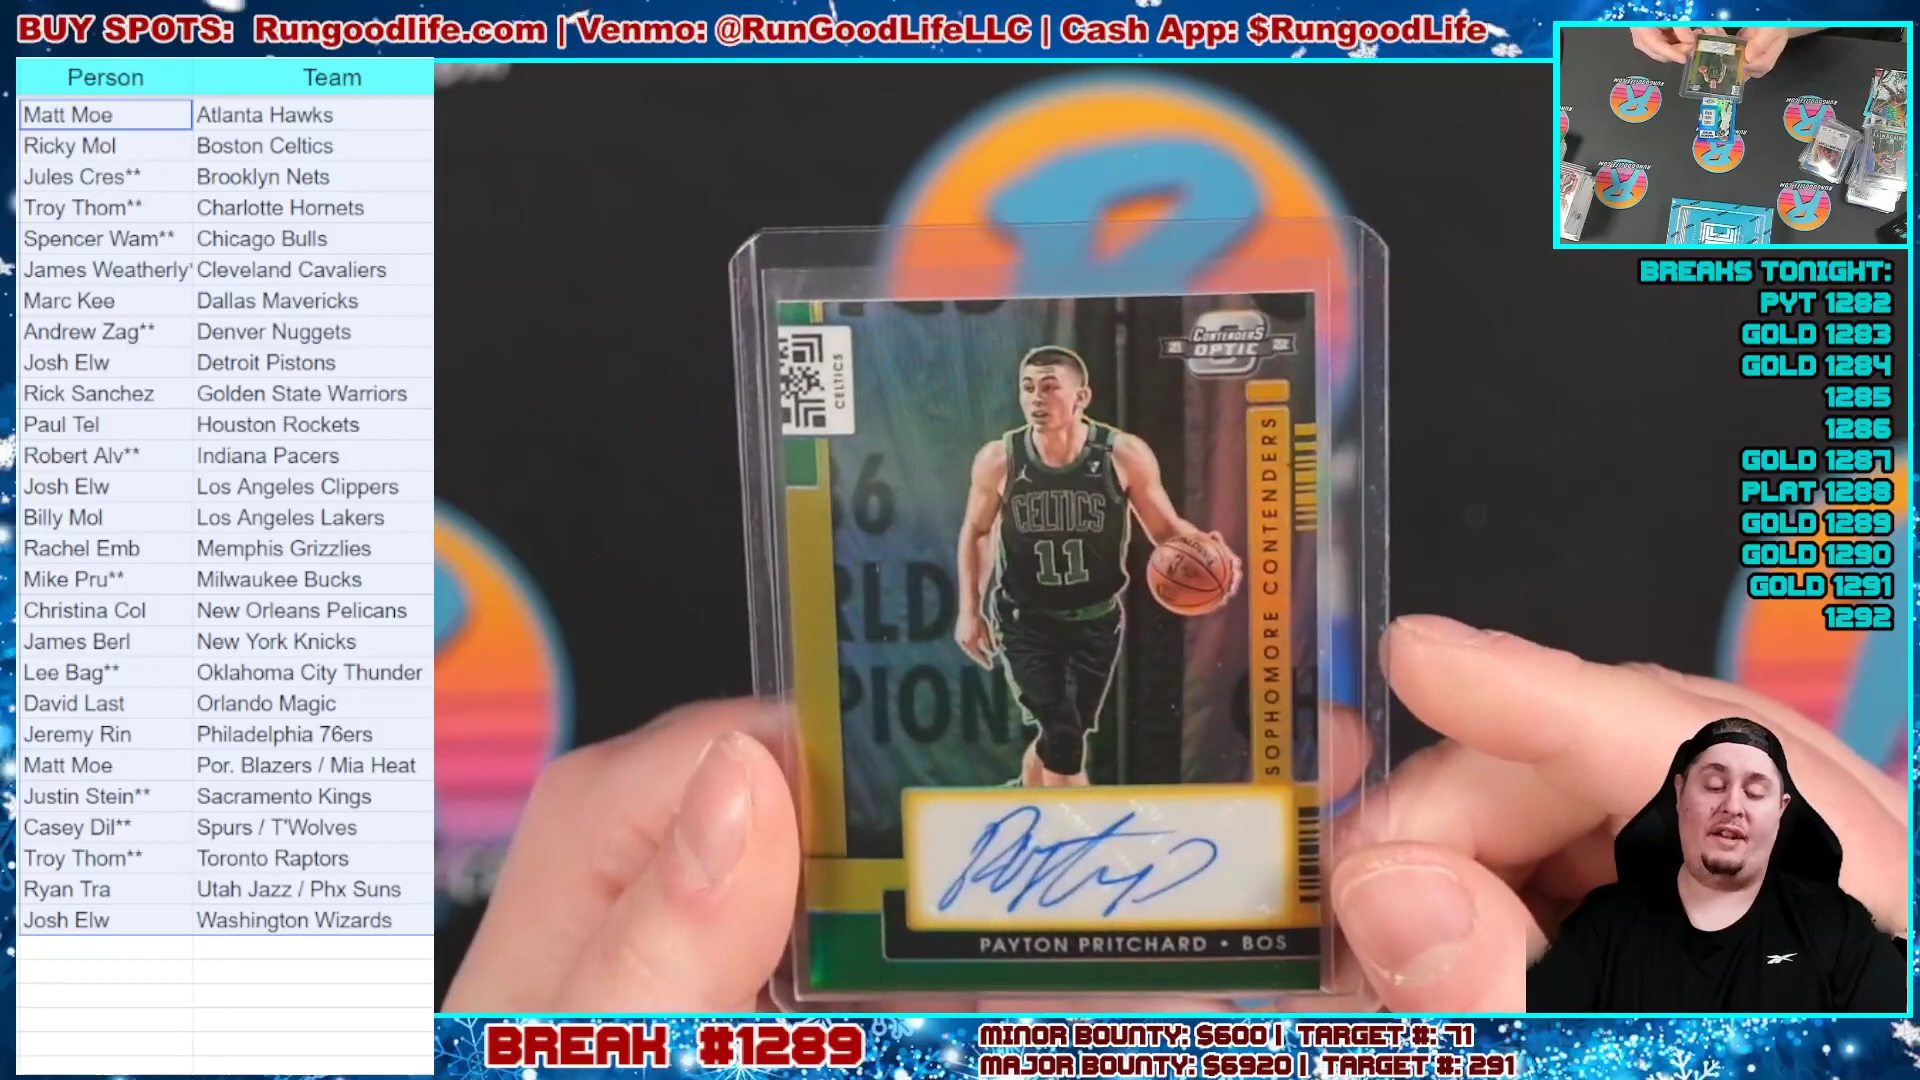 BUY SPOTS: Rungoodlife.com | Venmo: @RunGoodLifeLLC | Cash App: $RungoodLife
Person Team
Matt Moe Atlanta Hawks
Ricky Mol Boston Celtics
Jules Cres** Brooklyn Nets
Troy Thom** Charlotte Hornets
Spencer Wam** Chicago Bulls
James Weatherly* Cleveland Cavaliers
Marc Kee Dallas Mavericks
Andrew Zag** Denver Nuggets
Josh Elw Detroit Pistons
Rick Sanchez Golden State Warriors
Paul Tel Houston Rockets
Robert Alv** Indiana Pacers
Josh Elw Los Angeles Clippers
Billy Mol Los Angeles Lakers
Rachel Emb Memphis Grizzlies
Mike Pru** Milwaukee Bucks
Christina Col New Orleans Pelicans
James Berl New York Knicks
Lee Bag** Oklahoma City Thunder
David Last Orlando Magic
Jeremy Rin Philadelphia 76ers
Matt Moe Por. Blazers / Mia Heat
Justin Stein** Sacramento Kings
Casey Dil** Spurs / T'Wolves
Troy Thom** Toronto Raptors
Ryan Tra Utah Jazz / Phx Suns
Josh Elw Washington Wizards
CELTICS
CONTENDERS
21 OPTIC 22
CELTICS
11
SOPHOMORE CONTENDERS
PAYTON PRITCHARD • BOS
BREAKS TONIGHT:
PYT 1282
GOLD 1283
GOLD 1284
1285
1286
GOLD 1287
PLAT 1288
GOLD 1289
GOLD 1290
GOLD 1291
1292
BREAK #1289
MINOR BOUNTY: $600 | TARGET #: 71
MAJOR BOUNTY: $6920 | TARGET #: 291